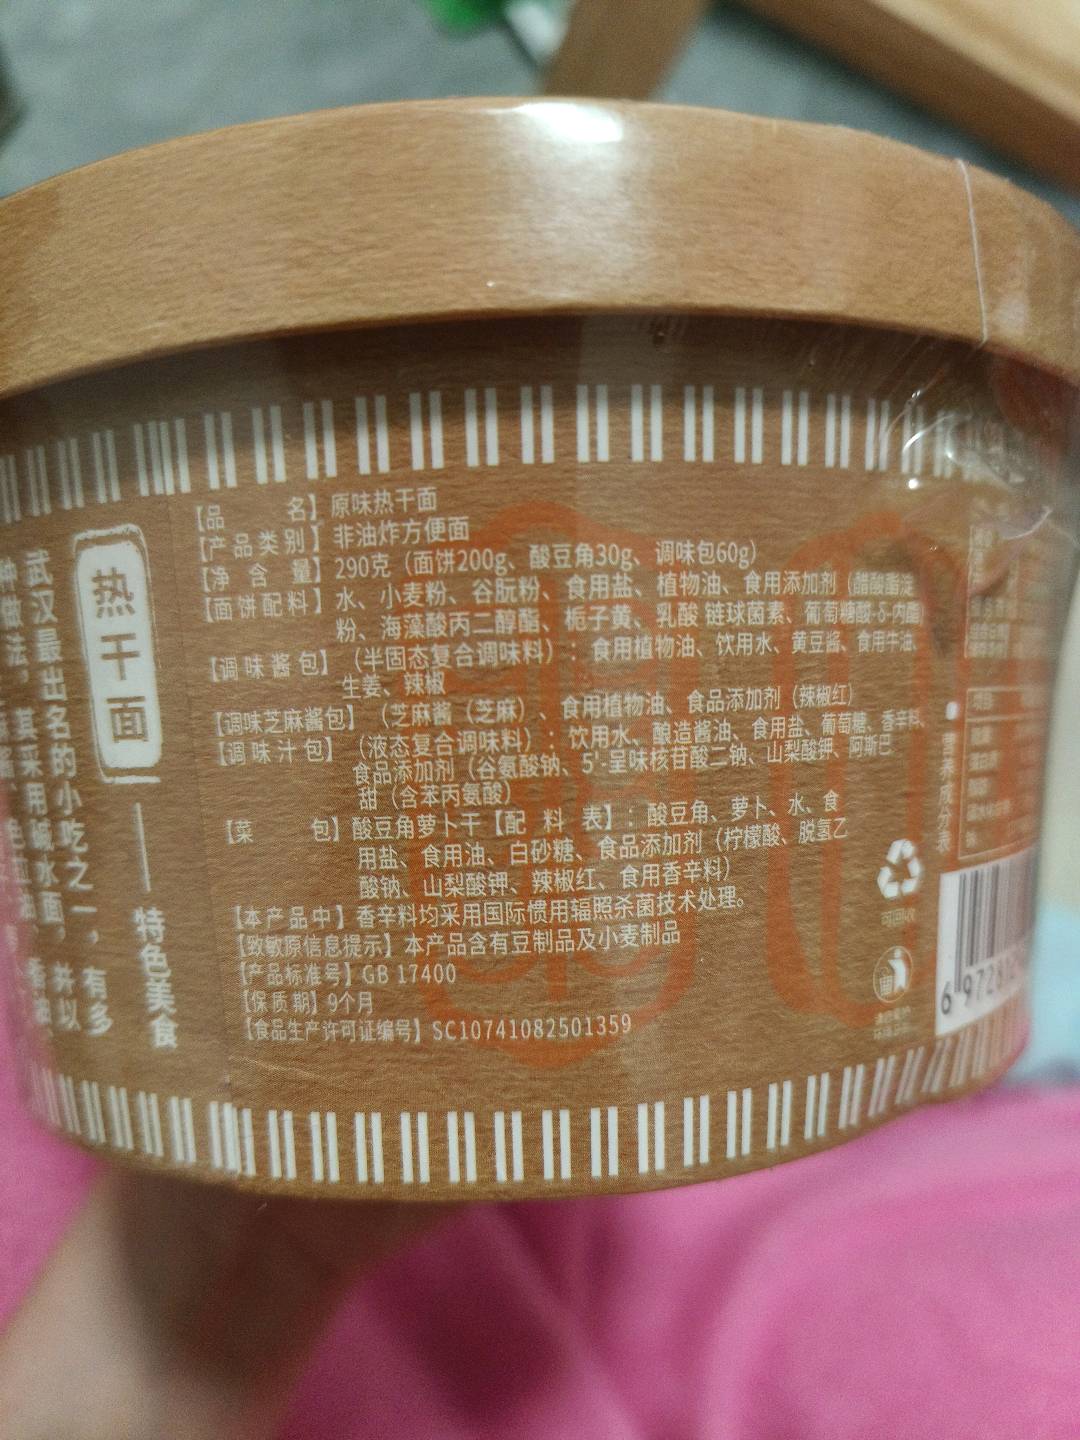 【品 名】原味热干面
【产品类别】非油炸方便面
【净 含 量】290克（面饼200g、酸豆角30g、调味包60g）
【面饼配料】水、小麦粉、谷朊粉、食用盐、植物油、食用添加剂（醋酸酯淀
粉、海藻酸丙二醇酯、栀子黄、乳酸链球菌素、葡萄糖酸-δ-内酯
【调味酱包】（半固态复合调味料）：食用植物油、饮用水、黄豆酱、食用牛油、
生姜、辣椒
【调味芝麻酱包】（芝麻酱（芝麻）、食用植物油、食品添加剂（辣椒红）
【调味汁包】（液态复合调味料）：饮用水、酿造酱油、食用盐、葡萄糖、香辛料、
食品添加剂（谷氨酸钠、5'-呈味核苷酸二钠、山梨酸钾、阿斯巴
甜（含苯丙氨酸）
【菜 包】酸豆角萝卜干【配 料 表】：酸豆角、萝卜、水、食
用盐、食用油、白砂糖、食品添加剂（柠檬酸、脱氢乙
酸钠、山梨酸钾、辣椒红、食用香辛料）
【本产品中】香辛料均采用国际惯用辐照杀菌技术处理。
【致敏原信息提示】本产品含有豆制品及小麦制品
【产品标准号】GB 17400
【保质期】9个月
【食品生产许可证编号】SC10741082501359
热干面
——特色美食
武汉最出名的小吃之一，有多
种做法，其采用碱水面，并以
营养成分表
6 97281